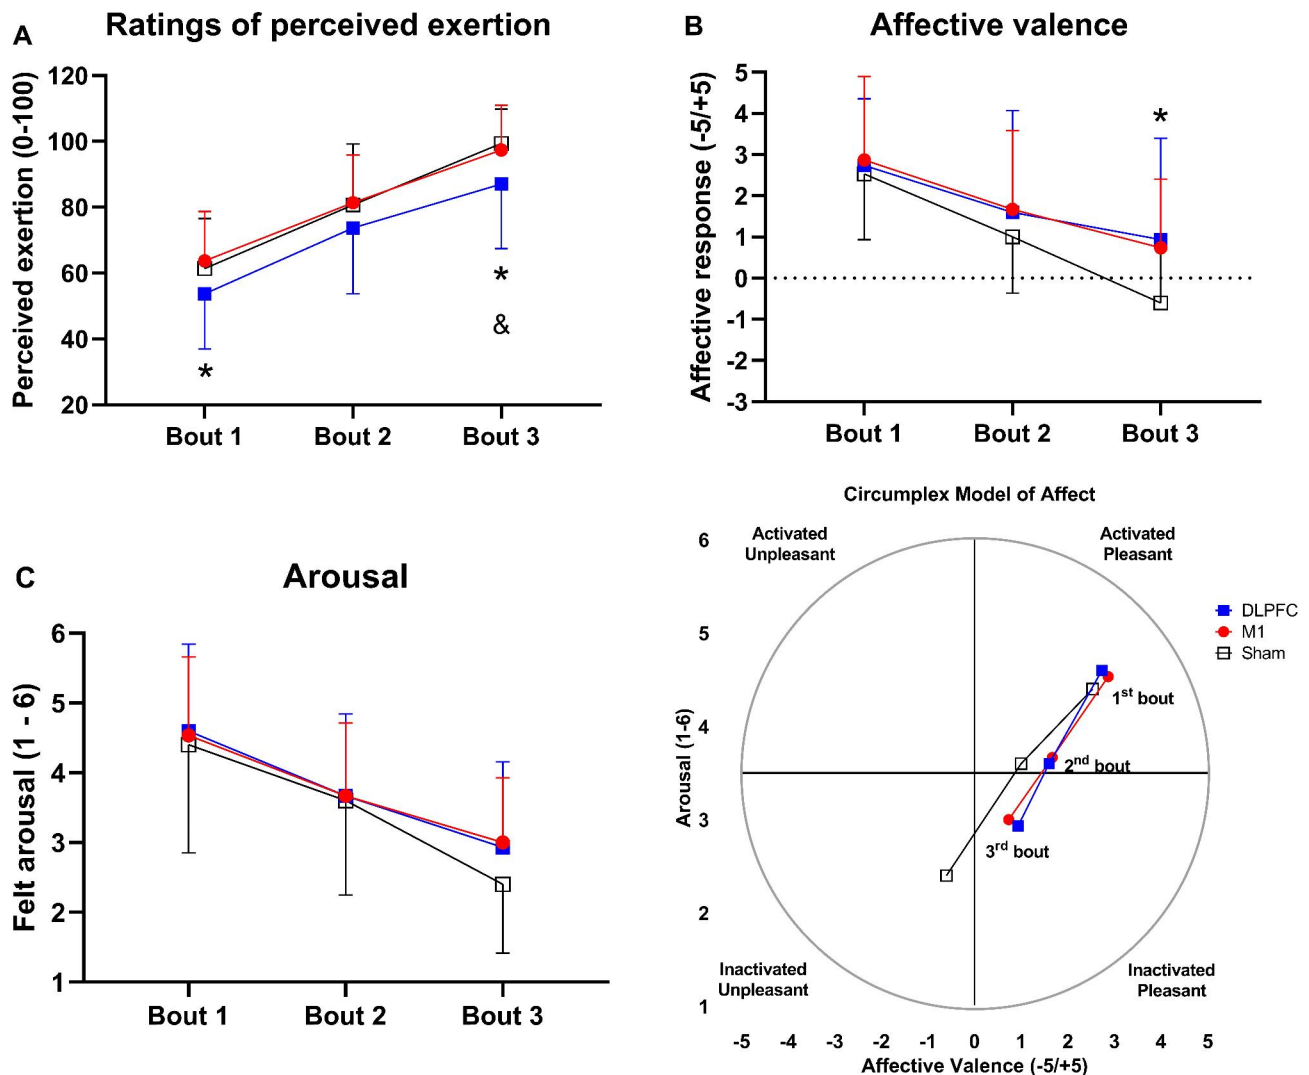 A
Ratings of perceived exertion
Perceived exertion (0-100)
120
100
80
60
40
20
*
*
&
Bout 1
Bout 2
Bout 3
B
Affective valence
Affective response (-5/+5)
5
4
3
2
1
0
-1
-2
-3
*
Bout 1
Bout 2
Bout 3
C
Arousal
Felt arousal (1 - 6)
6
5
4
3
2
1
Bout 1
Bout 2
Bout 3
Circumplex Model of Affect
Activated
Unpleasant
Activated
Pleasant
Arousal (1-6)
6
5
4
3
2
1
DLPFC
M1
Sham
1st bout
2nd bout
3rd bout
Inactivated
Unpleasant
Inactivated
Pleasant
-5 -4 -3 -2 -1 0 1 2 3 4 5
Affective Valence (-5/+5)